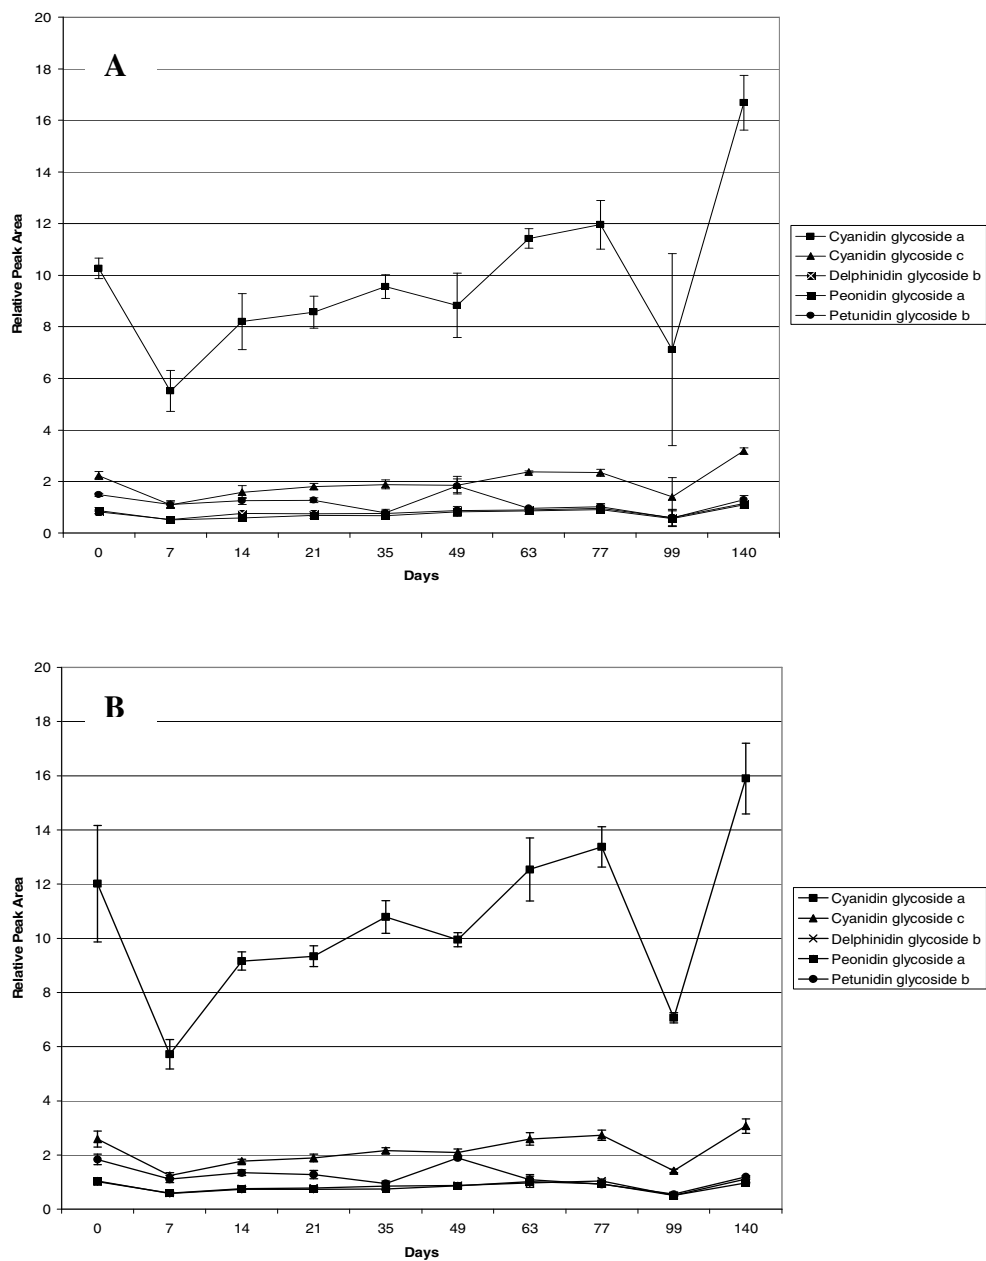 20
18
A
16
14
12
10
8
6
4
2
0
Relative Peak Area
0 7 14 21 35 49 63 77 99 140
Days
Cyanidin glycoside a
Cyanidin glycoside c
Delphinidin glycoside b
Peonidin glycoside a
Petunidin glycoside b
20
18
B
16
14
12
10
8
6
4
2
0
Relative Peak Area
0 7 14 21 35 49 63 77 99 140
Days
Cyanidin glycoside a
Cyanidin glycoside c
Delphinidin glycoside b
Peonidin glycoside a
Petunidin glycoside b